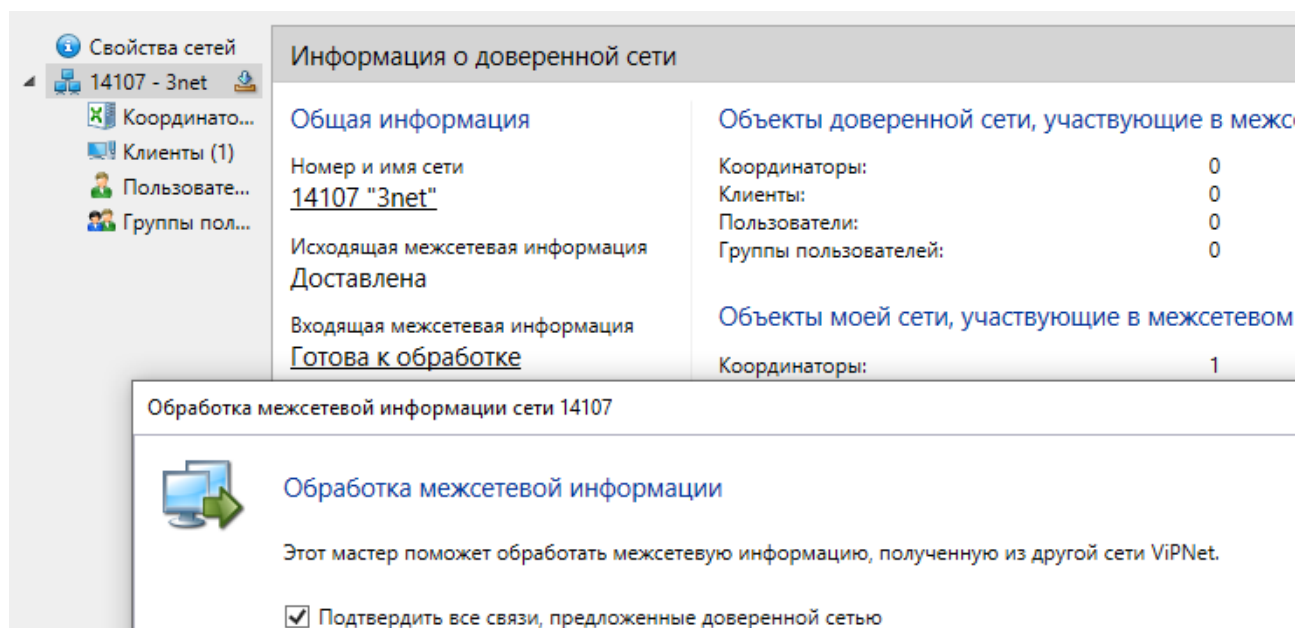 Свойства сетей
14107 - 3net
Координато...
Клиенты (1)
Пользовате...
Группы пол...
Информация о доверенной сети
Общая информация
Номер и имя сети
14107 "3net"
Исходящая межсетевая информация
Доставлена
Входящая межсетевая информация
Готова к обработке
Объекты доверенной сети, участвующие в межс
Координаторы: 0
Клиенты: 0
Пользователи: 0
Группы пользователей: 0
Объекты моей сети, участвующие в межсетевом
Координаторы: 1
Обработка межсетевой информации сети 14107
Обработка межсетевой информации
Этот мастер поможет обработать межсетевую информацию, полученную из другой сети ViPNet.
Подтвердить все связи, предложенные доверенной сетью